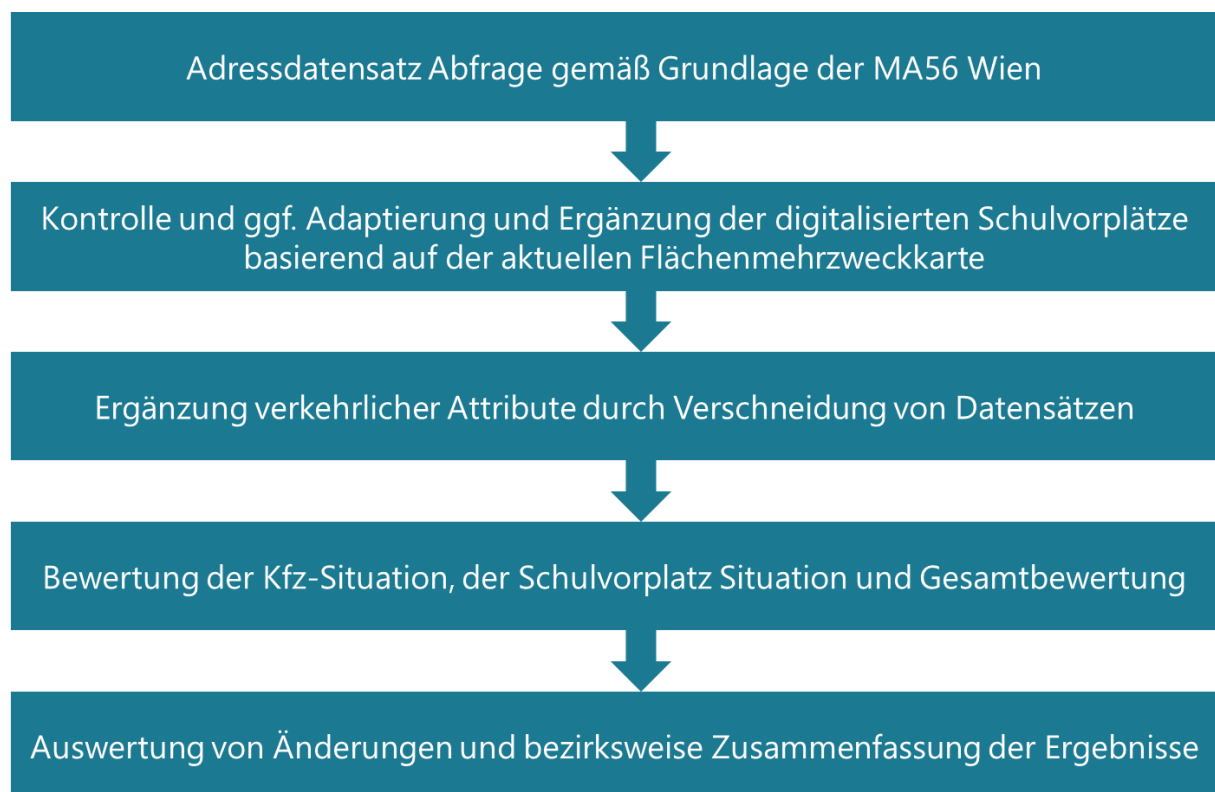 Adressdatensatz Abfrage gemäß Grundlage der MA56 Wien
Kontrolle und ggf. Adaptierung und Ergänzung der digitalisierten Schulvorplätze
basierend auf der aktuellen Flächenmehrzweckkarte
Ergänzung verkehrlicher Attribute durch Verschneidung von Datensätzen
Bewertung der Kfz-Situation, der Schulvorplatz Situation und Gesamtbewertung
Auswertung von Änderungen und bezirksweise Zusammenfassung der Ergebnisse